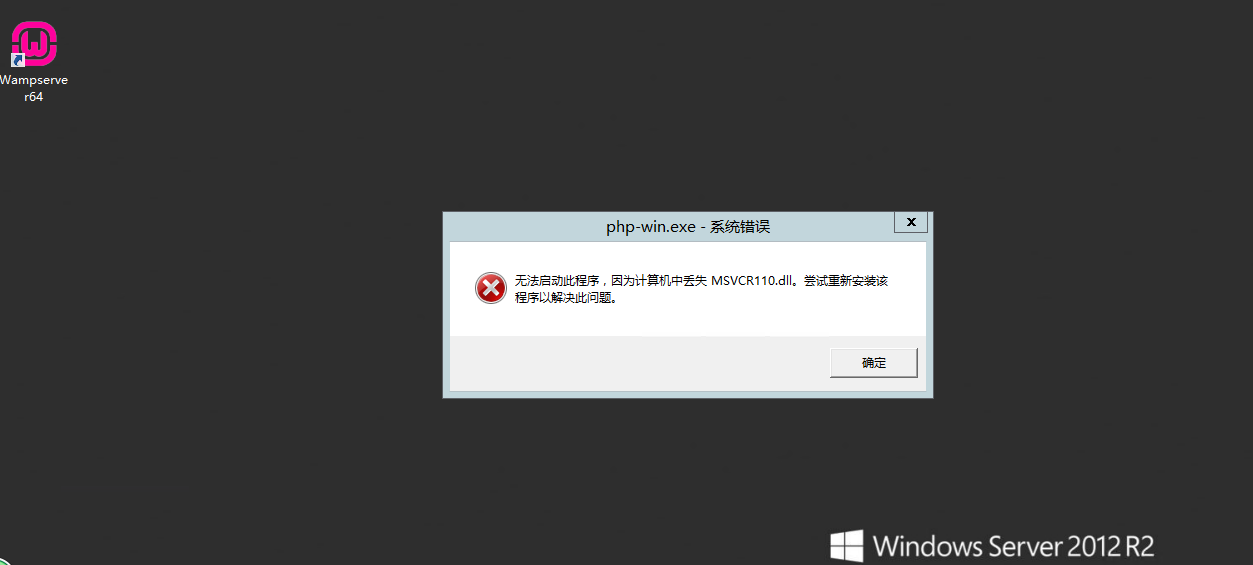 Wampserve
r64
php-win.exe - 系统错误
无法启动此程序，因为计算机中丢失 MSVCR110.dll。尝试重新安装该
程序以解决此问题。
确定
Windows Server 2012 R2